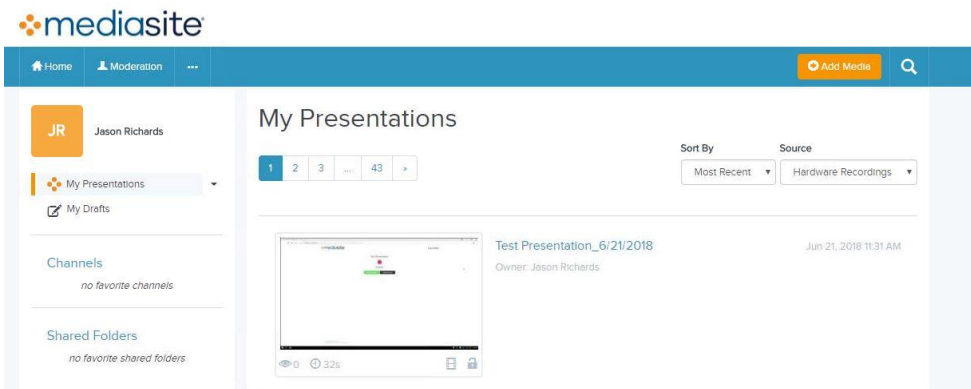 mediasite
Home Moderation ... Add Media
JR Jason Richards
My Presentations
My Drafts
Channels
no favorite channels
Shared Folders
no favorite shared folders
My Presentations
1 2 3 ... 43 »
Sort By Source
Most Recent Hardware Recordings
mediasite
Test Presentation_6/21/2018 Jun 21, 2018 11:31 AM
Owner: Jason Richards
0 32s